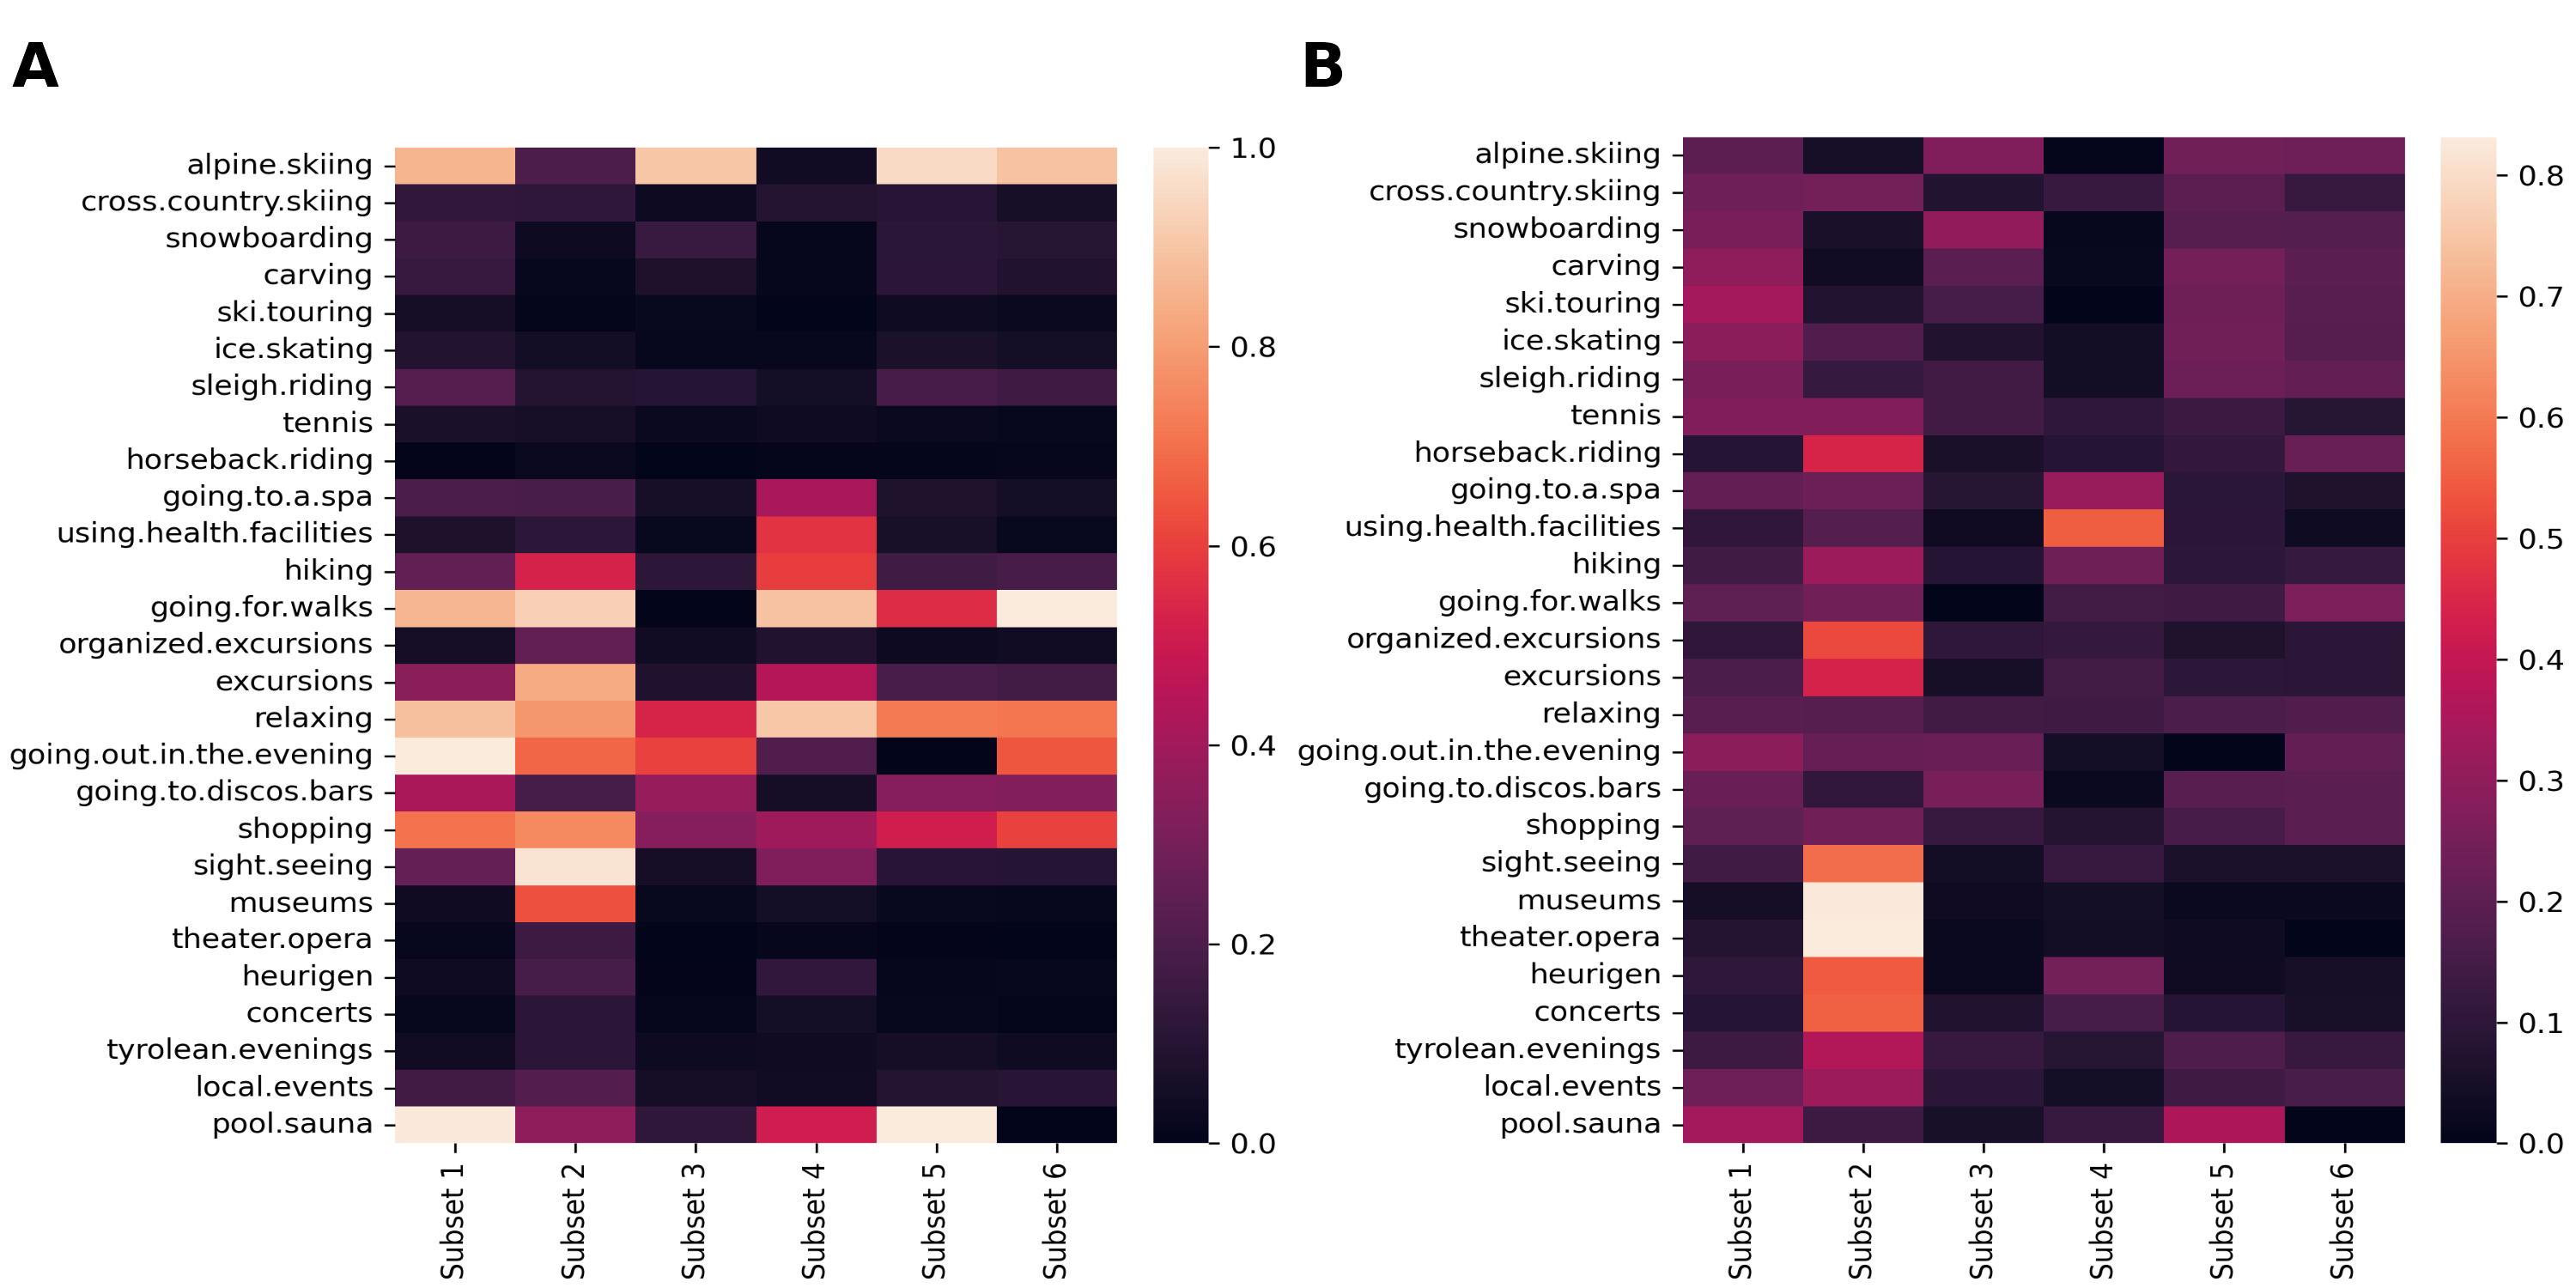 A
alpine.skiing
cross.country.skiing
snowboarding
carving
ski.touring
ice.skating
sleigh.riding
tennis
horseback.riding
going.to.a.spa
using.health.facilities
hiking
going.for.walks
organized.excursions
excursions
relaxing
going.out.in.the.evening
going.to.discos.bars
shopping
sight.seeing
museums
theater.opera
heurigen
concerts
tyrolean.evenings
local.events
pool.sauna
Subset 1
Subset 2
Subset 3
Subset 4
Subset 5
Subset 6
1.0
0.8
0.6
0.4
0.2
0.0
B
alpine.skiing
cross.country.skiing
snowboarding
carving
ski.touring
ice.skating
sleigh.riding
tennis
horseback.riding
going.to.a.spa
using.health.facilities
hiking
going.for.walks
organized.excursions
excursions
relaxing
going.out.in.the.evening
going.to.discos.bars
shopping
sight.seeing
museums
theater.opera
heurigen
concerts
tyrolean.evenings
local.events
pool.sauna
Subset 1
Subset 2
Subset 3
Subset 4
Subset 5
Subset 6
0.8
0.7
0.6
0.5
0.4
0.3
0.2
0.1
0.0